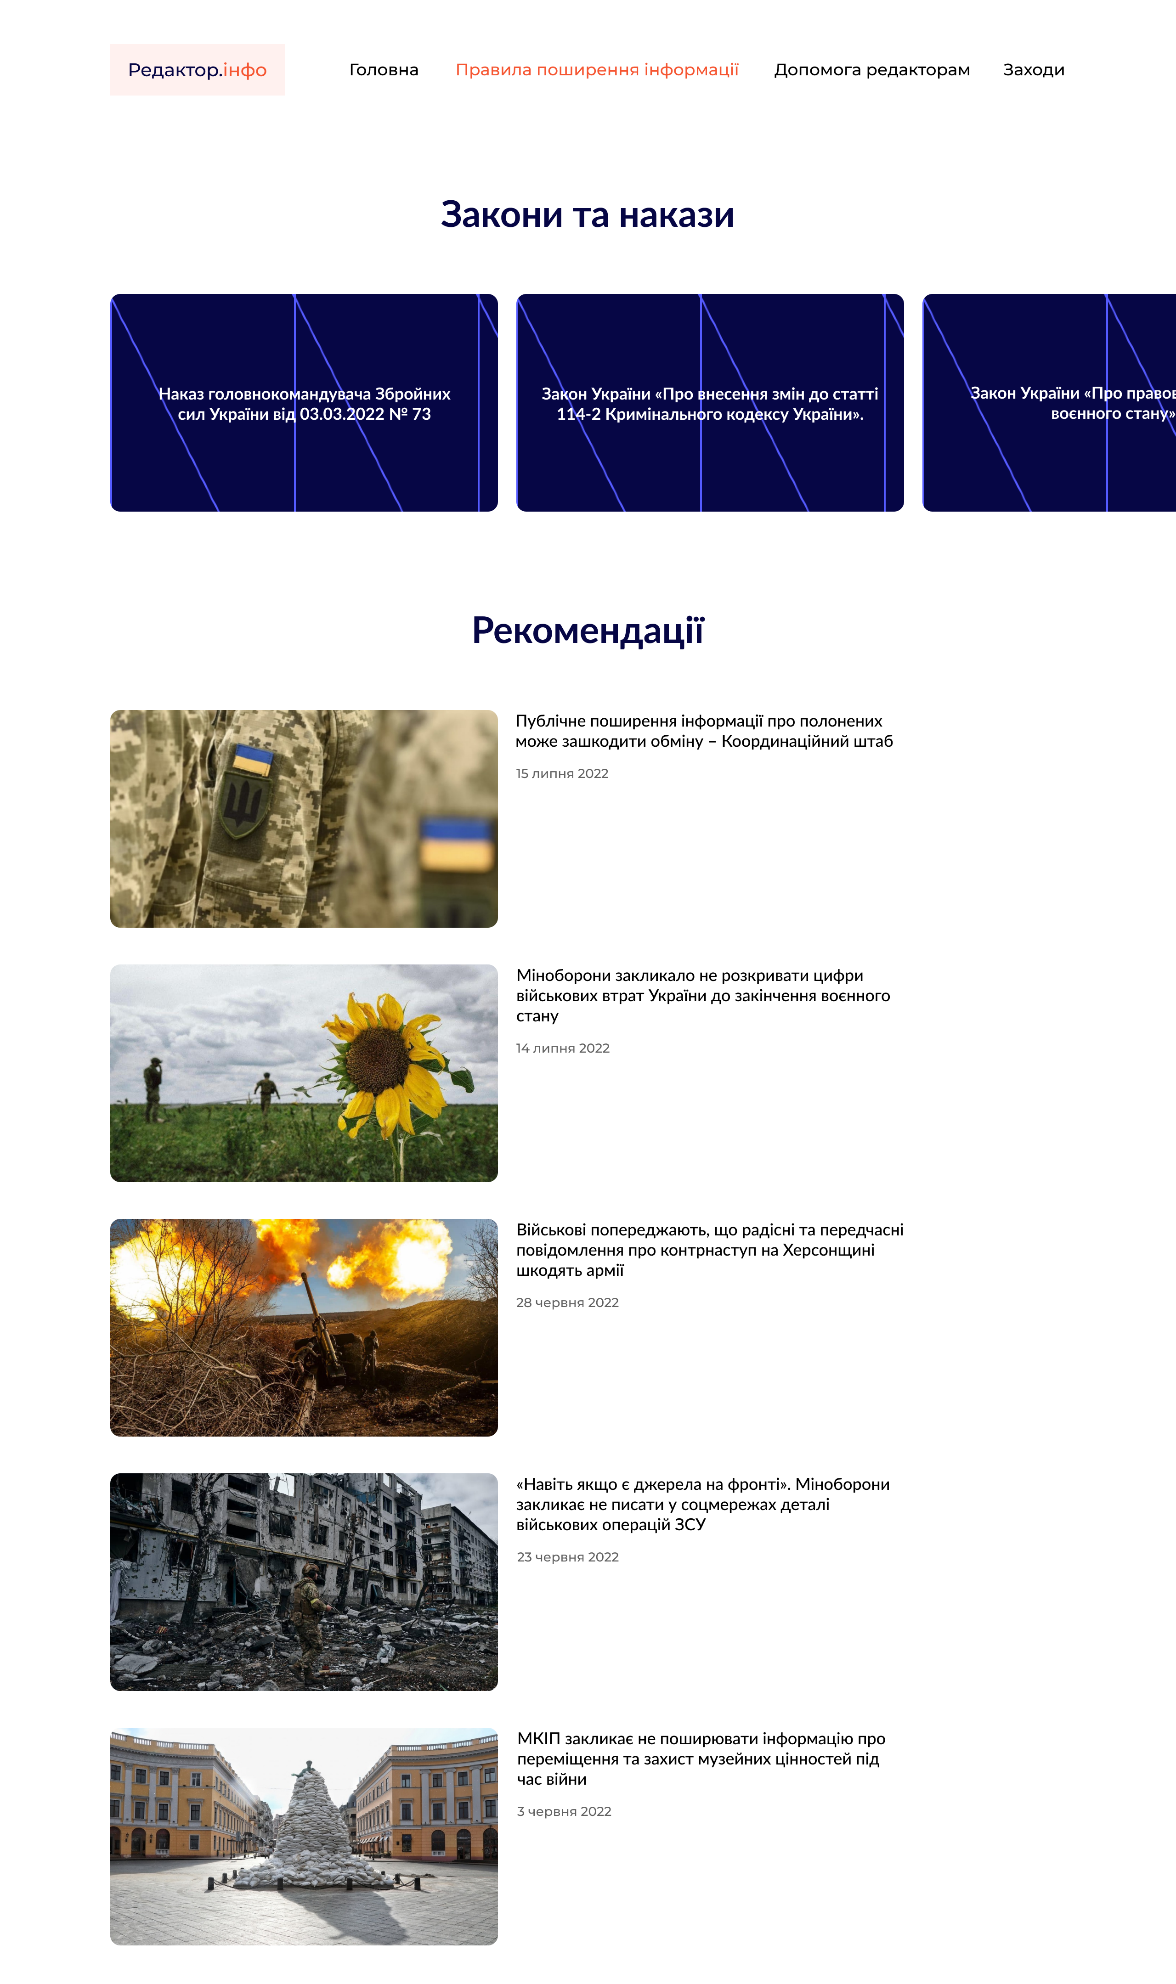 Редактор.інфо
Головна
Правила поширення інформації
Допомога редакторам
Заходи
Закони та накази
Наказ головнокомандувача Збройних
сил України від 03.03.2022 № 73
Закон України «Про внесення змін до статті
114-2 Кримінального кодексу України».
Закон України «Про правов
воєнного стану»
Рекомендації
Публічне поширення інформації про полонених
може зашкодити обміну – Координаційний штаб
15 липня 2022
Міноборони закликало не розкривати цифри
військових втрат України до закінчення воєнного
стану
14 липня 2022
Військові попереджають, що радісні та передчасні
повідомлення про контрнаступ на Херсонщині
шкодять армії
28 червня 2022
«Навіть якщо є джерела на фронті». Міноборони
закликає не писати у соцмережах деталі
військових операцій ЗСУ
23 червня 2022
МКІП закликає не поширювати інформацію про
переміщення та захист музейних цінностей під
час війни
3 червня 2022